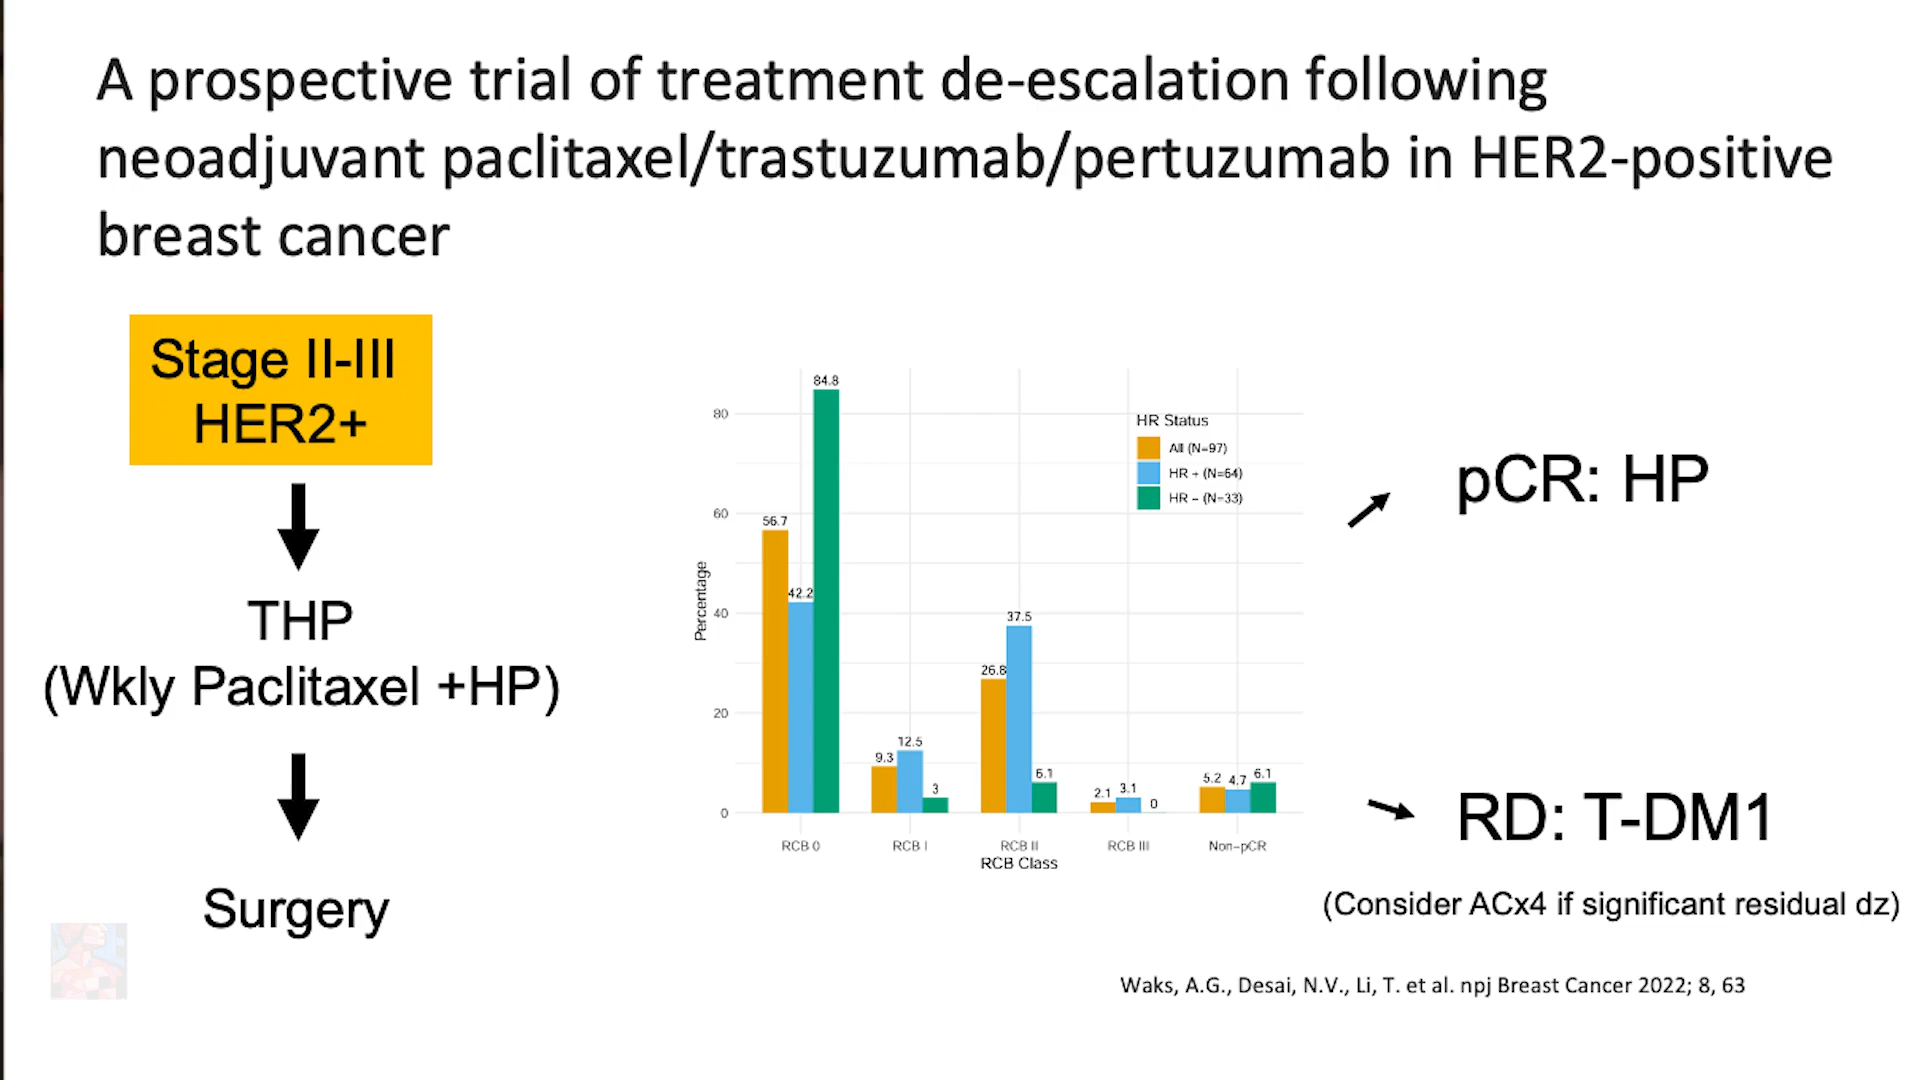 A prospective trial of treatment de-escalation following
neoadjuvant paclitaxel/trastuzumab/pertuzumab in HER2-positive
breast cancer
Stage II-III
HER2+
THP
(Wkly Paclitaxel +HP)
Surgery
Percentage
80
60
40
20
0
84.8
56.7
42.2
9.3
12.5
3
26.8
37.5
6.1
2.1
3.1
0
5.2
4.7
6.1
HR Status
All (N=97)
HR + (N=64)
HR − (N=33)
RCB 0
RCB I
RCB II
RCB III
Non−pCR
RCB Class
pCR: HP
RD: T-DM1
(Consider ACx4 if significant residual dz)
Waks, A.G., Desai, N.V., Li, T. et al. npj Breast Cancer 2022; 8, 63